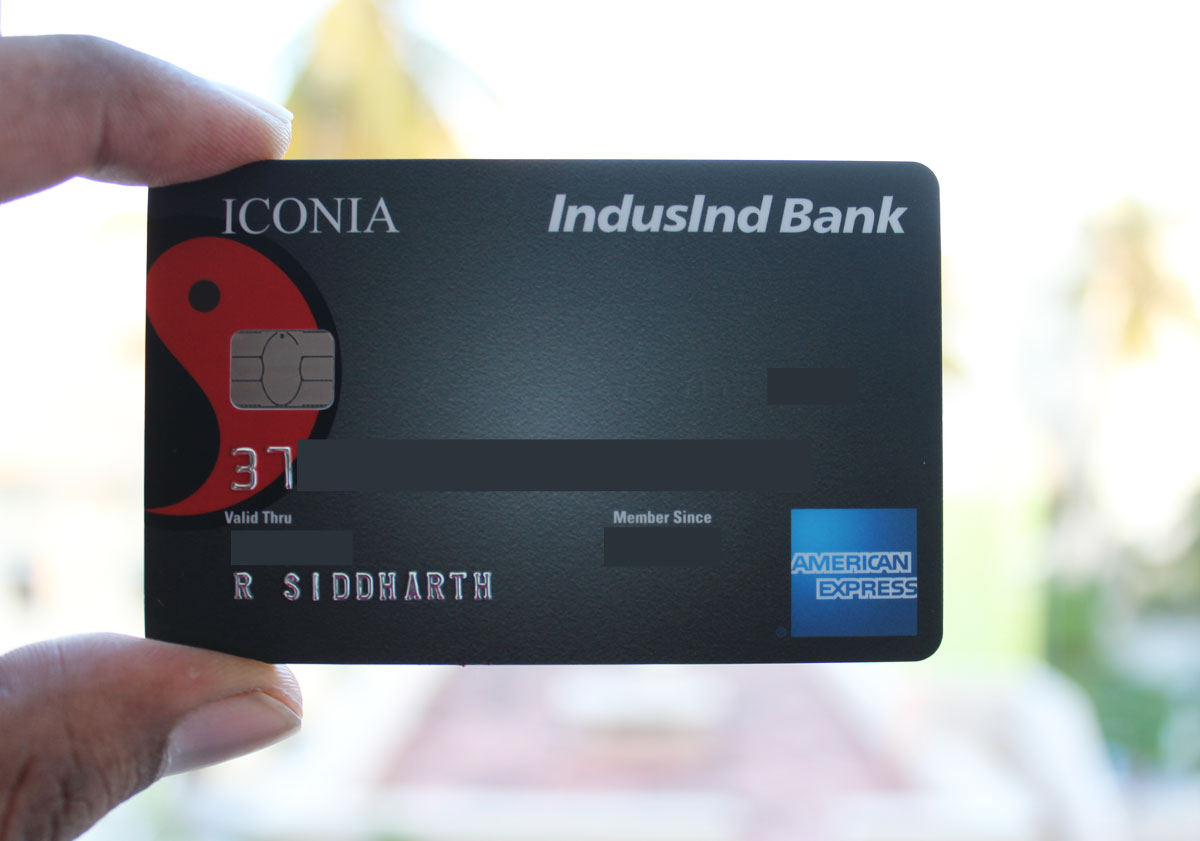 ICONIA IndusInd Bank
37
Valid Thru Member Since
R SIDDHARTH
AMERICAN
EXPRESS